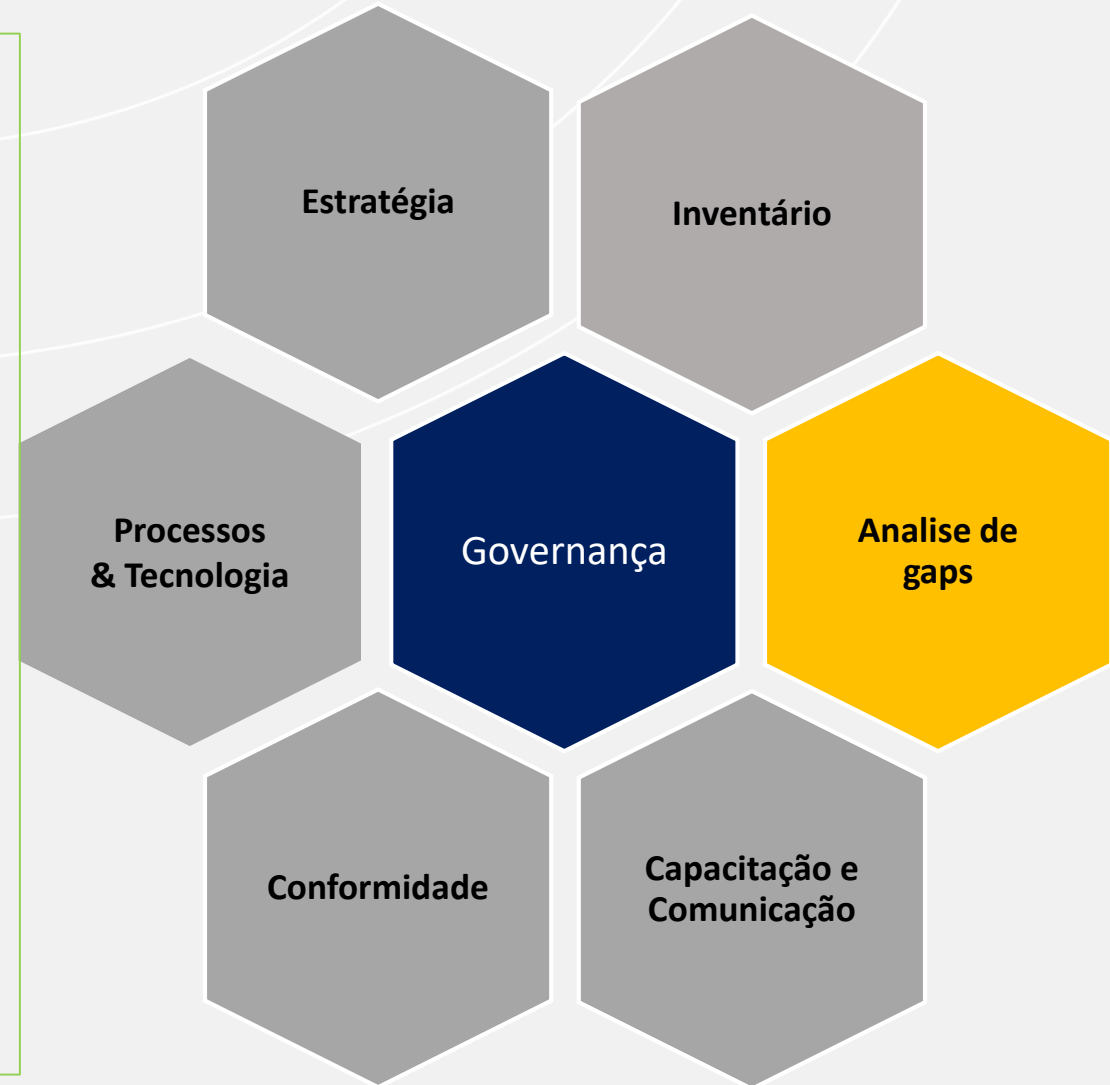 Estratégia
Inventário
Processos
& Tecnologia
Governança
Analise de
gaps
Conformidade
Capacitação e
Comunicação